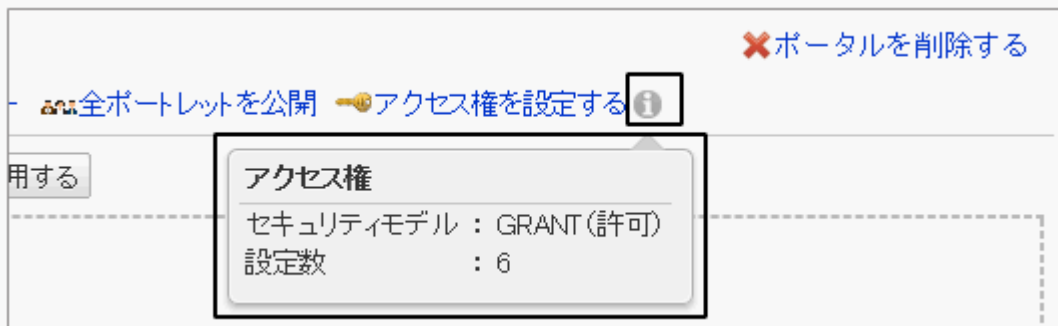 ポータルを削除する
全ポートレットを公開 アクセス権を設定する
用する
アクセス権
セキュリティモデル : GRANT(許可)
設定数 : 6